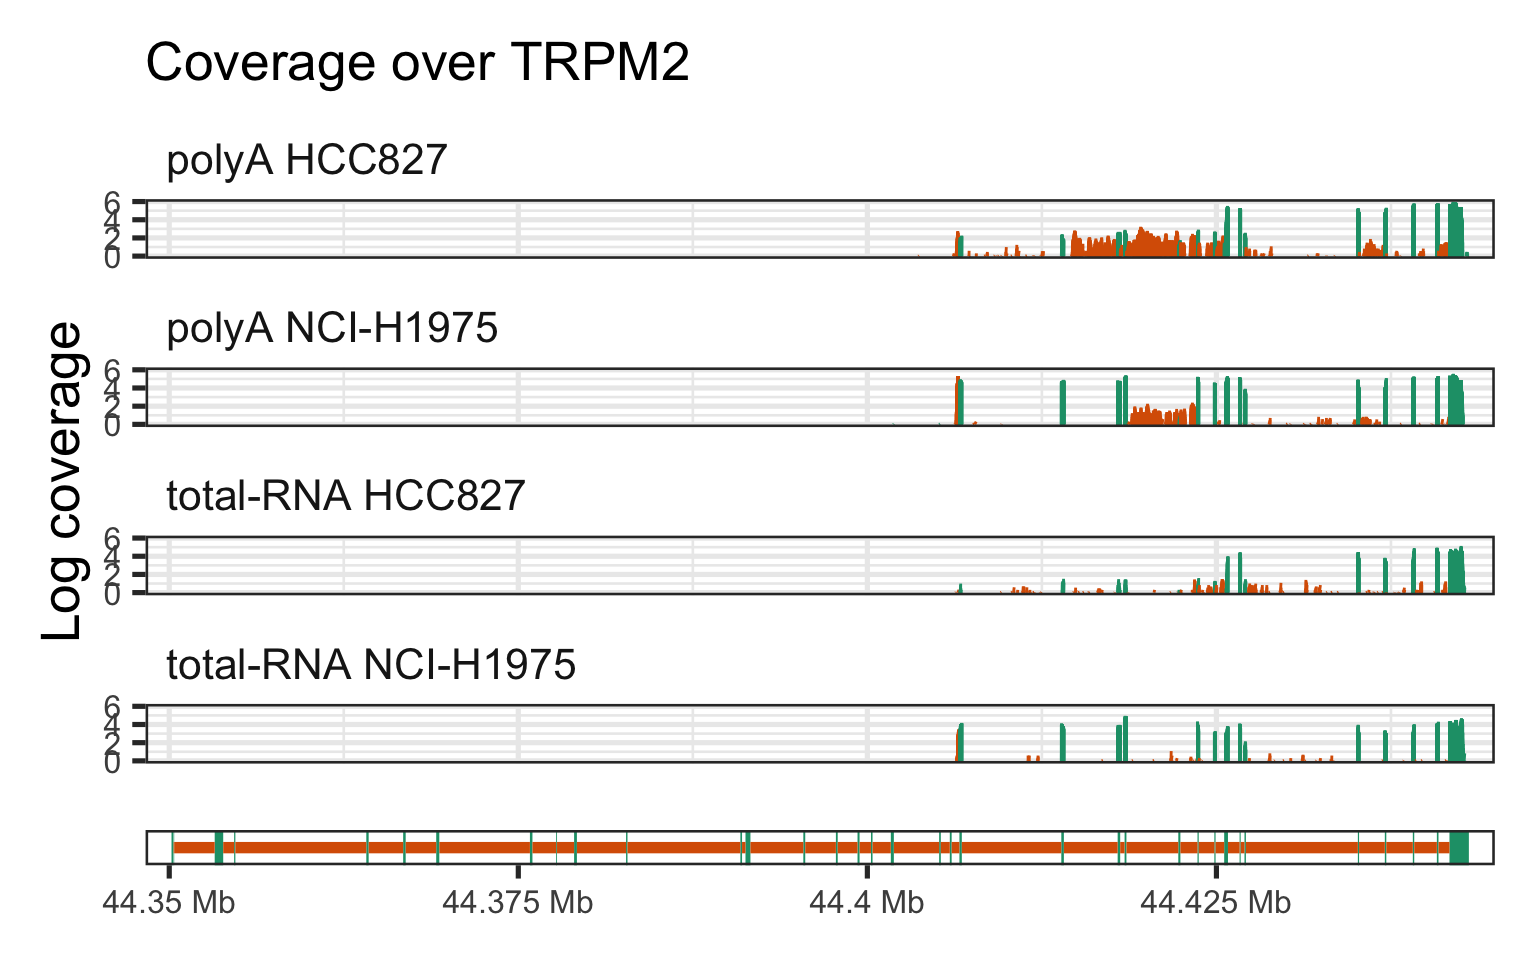 Coverage over TRPM2
polyA HCC827
6
4
2
0
polyA NCI-H1975
6
4
2
0
Log coverage
total-RNA HCC827
6
4
2
0
total-RNA NCI-H1975
6
4
2
0
44.35 Mb 44.375 Mb 44.4 Mb 44.425 Mb